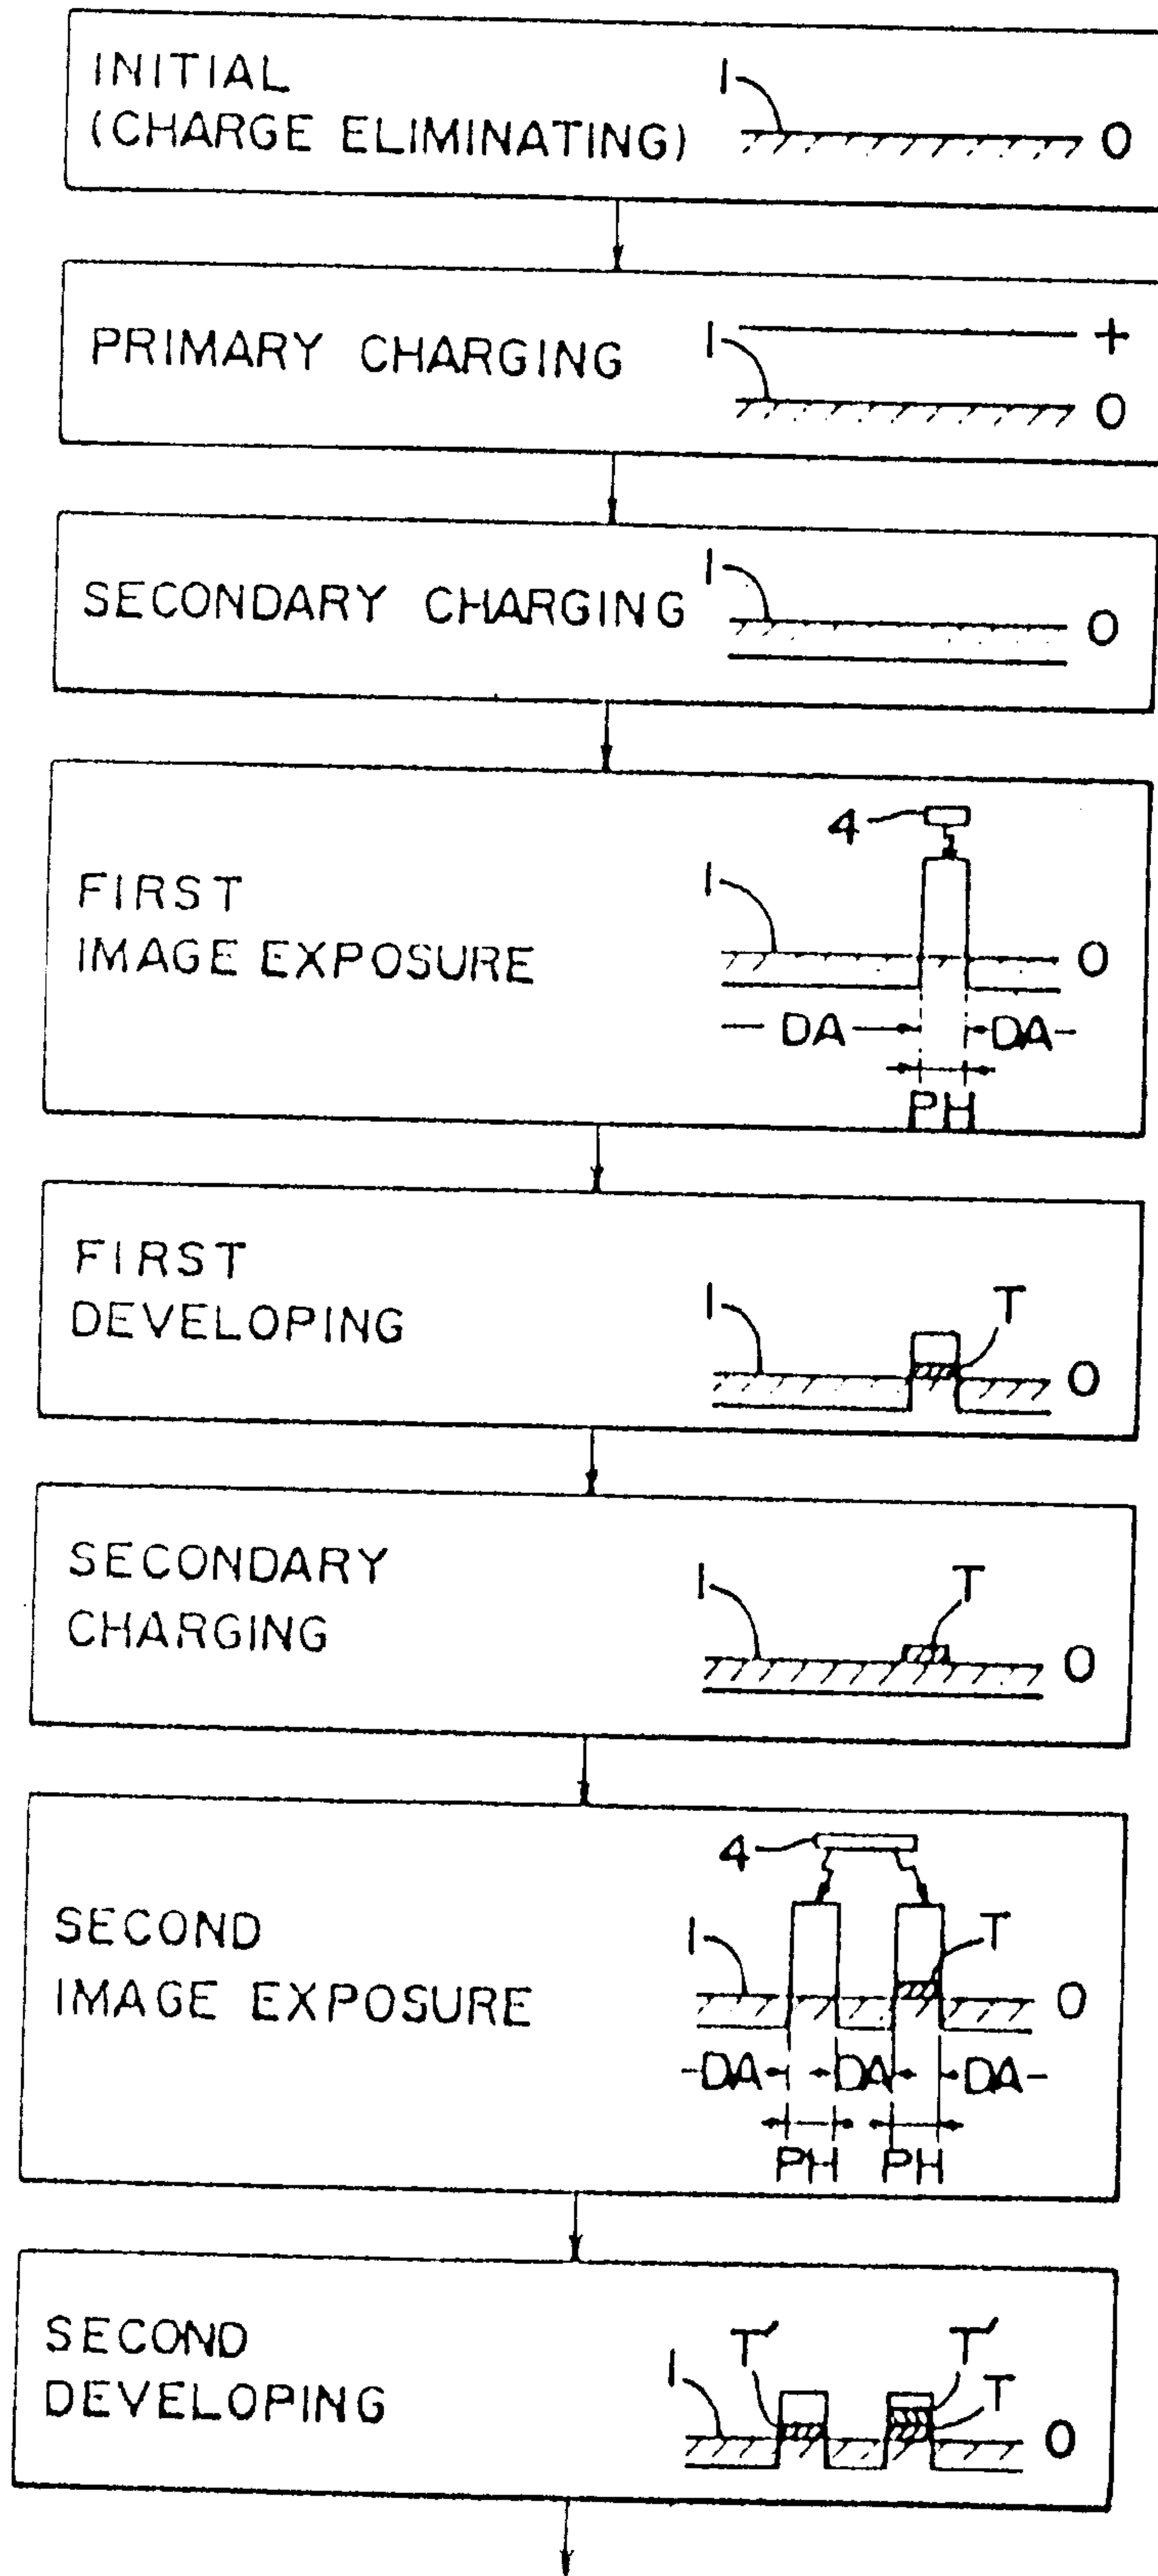 INITIAL
(CHARGE ELIMINATING)
1
0
PRIMARY CHARGING
1
+
0
SECONDARY CHARGING
1
0
FIRST
IMAGE EXPOSURE
4
1
0
DA DA
PH
FIRST
DEVELOPING
1
T
0
SECONDARY
CHARGING
1
T
0
SECOND
IMAGE EXPOSURE
4
1
T
0
DA DA DA
PH PH
SECOND
DEVELOPING
1
T'
T'
T
0